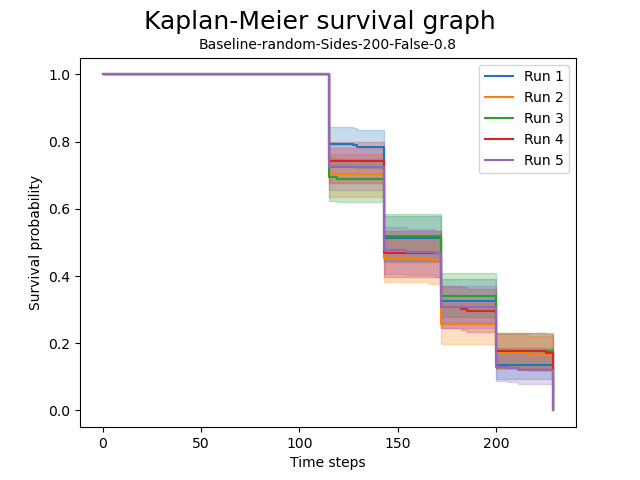 Kaplan-Meier survival graph
Baseline-random-Sides-200-False-0.8
Survival probability
1.0
0.8
0.6
0.4
0.2
0.0
Run 1
Run 2
Run 3
Run 4
Run 5
0
50
100
150
200
Time steps